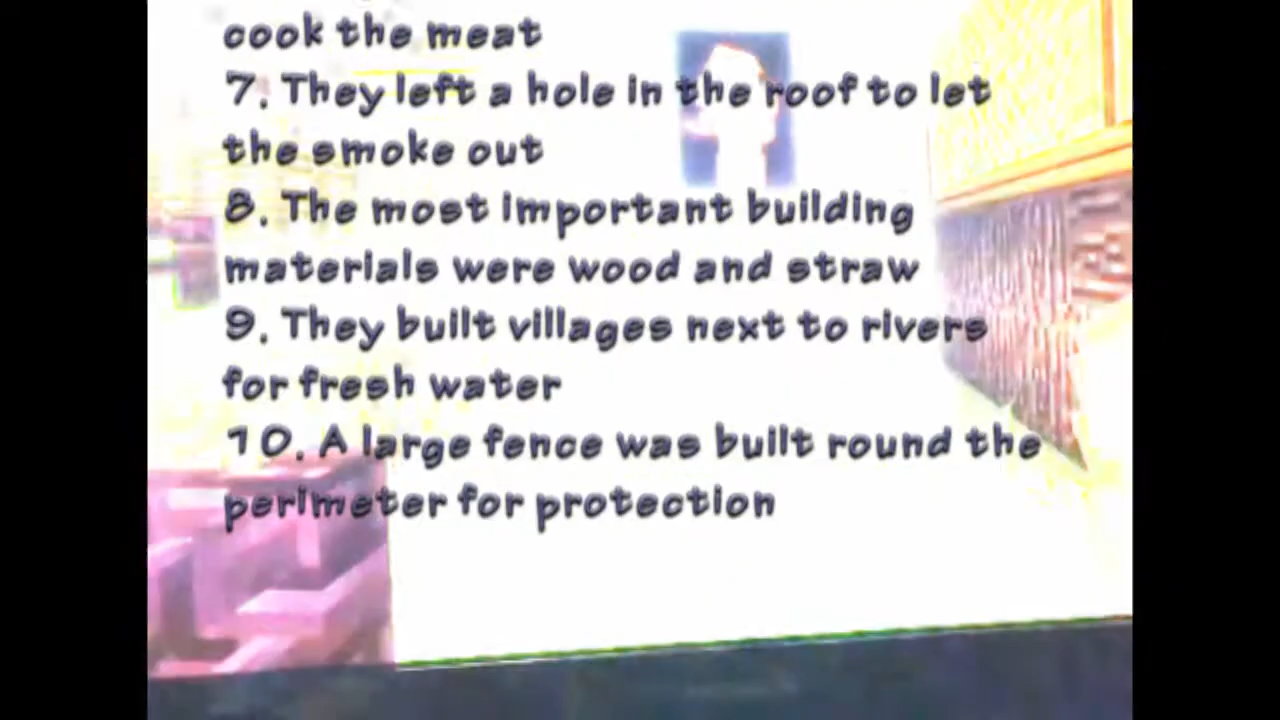 cook the meat
7. They left a hole in the roof to let
the smoke out
8. The most important building
materials were wood and straw
9. They built villages next to rivers
for fresh water
10. A large fence was built round the
perimeter for protection